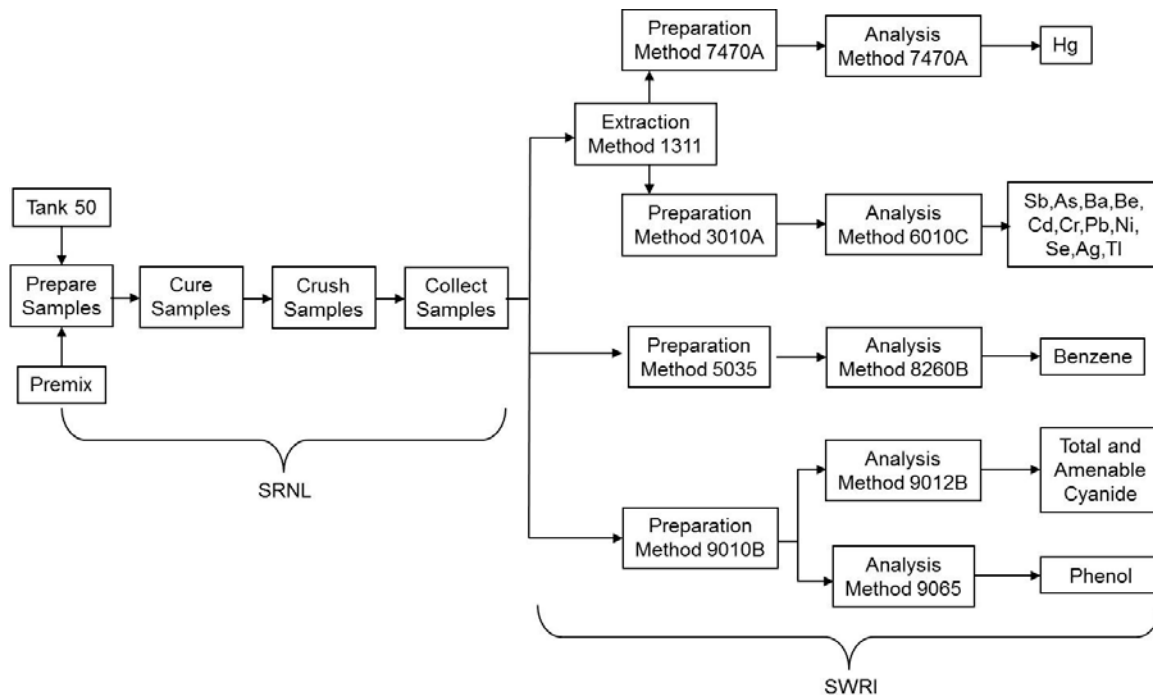 Preparation
Method 7470A
Analysis
Method 7470A
Hg
Extraction
Method 1311
Tank 50
Preparation
Method 3010A
Analysis
Method 6010C
Sb,As,Ba,Be,
Cd,Cr,Pb,Ni,
Se,Ag,Tl
Prepare
Samples
Cure
Samples
Crush
Samples
Collect
Samples
Premix
Preparation
Method 5035
Analysis
Method 8260B
Benzene
SRNL
Analysis
Method 9012B
Total and
Amenable
Cyanide
Preparation
Method 9010B
Analysis
Method 9065
Phenol
SWRI